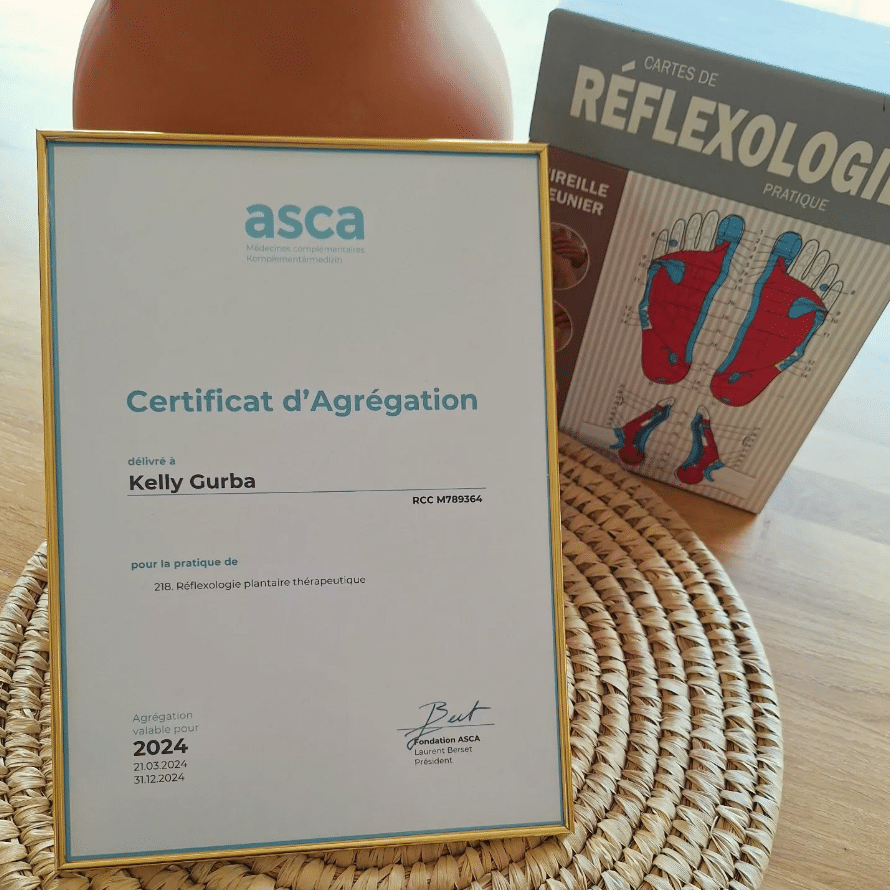 asca
Médecines complémentaires
Komplementärmedizin
Certificat d'Agrégation
délivré à
Kelly Gurba
RCC M789364
pour la pratique de
218. Réflexologie plantaire thérapeutique
Agrégation
valable pour
2024
21.03.2024
31.12.2024
Fondation ASCA
Laurent Berset
Président
CARTES DE
RÉFLEXOLOGI
PRATIQUE
IREILLE
EUNIER